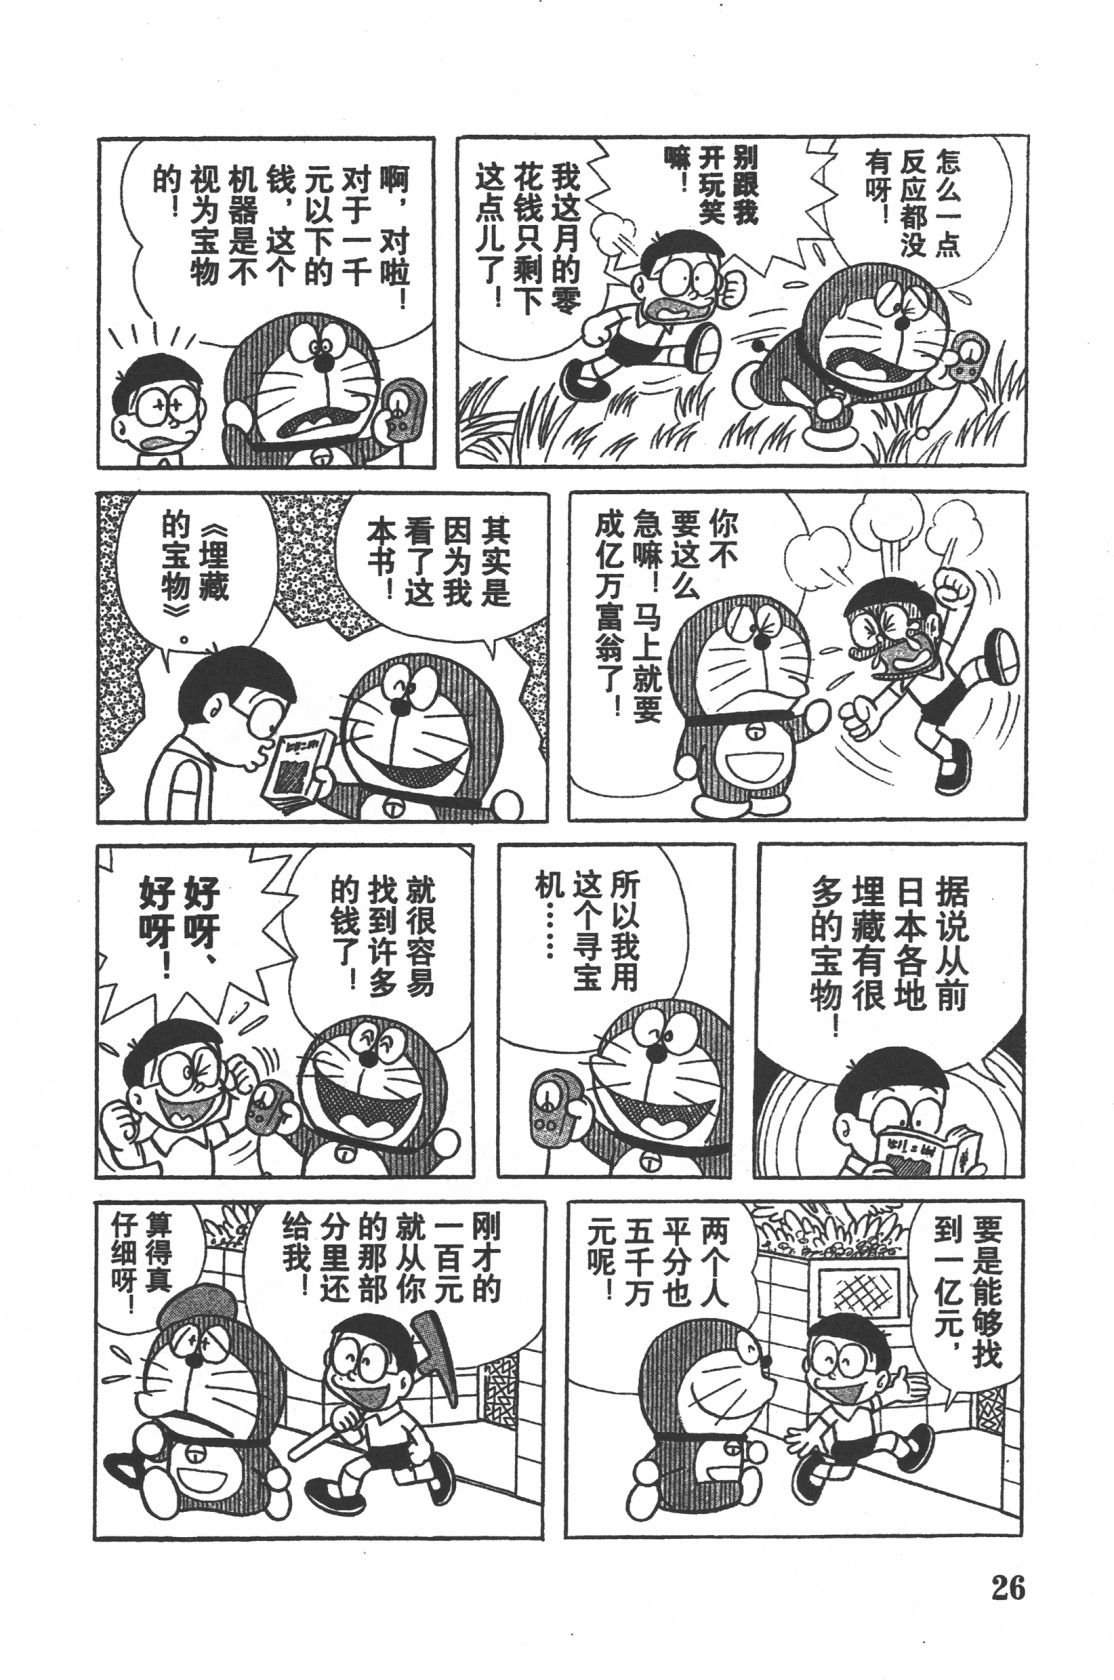 怎么一点
反应都没
有呀！
别跟我
开玩笑
嘛！
我这月的零
花钱只剩下
这点儿了！
啊，对啦！
对于一千
元以下的
钱，这个
机器是不
视为宝物
的！
你不
要这么
急嘛！马上就要
成亿万富翁了！
其实是
因为我
看了这
本书！
《埋藏
的宝物》。
据说从前
日本各地
埋藏有很
多的宝物！
所以我用
这个寻宝
机……
就很容易
找到许多
的钱了！
好呀、
好呀！
要是能够找
到一亿元，
两个人
平分也
五千万
元呢！
刚才的
一百元
就从你
的那部
分里还
给我！
算得真
仔细呀！
26